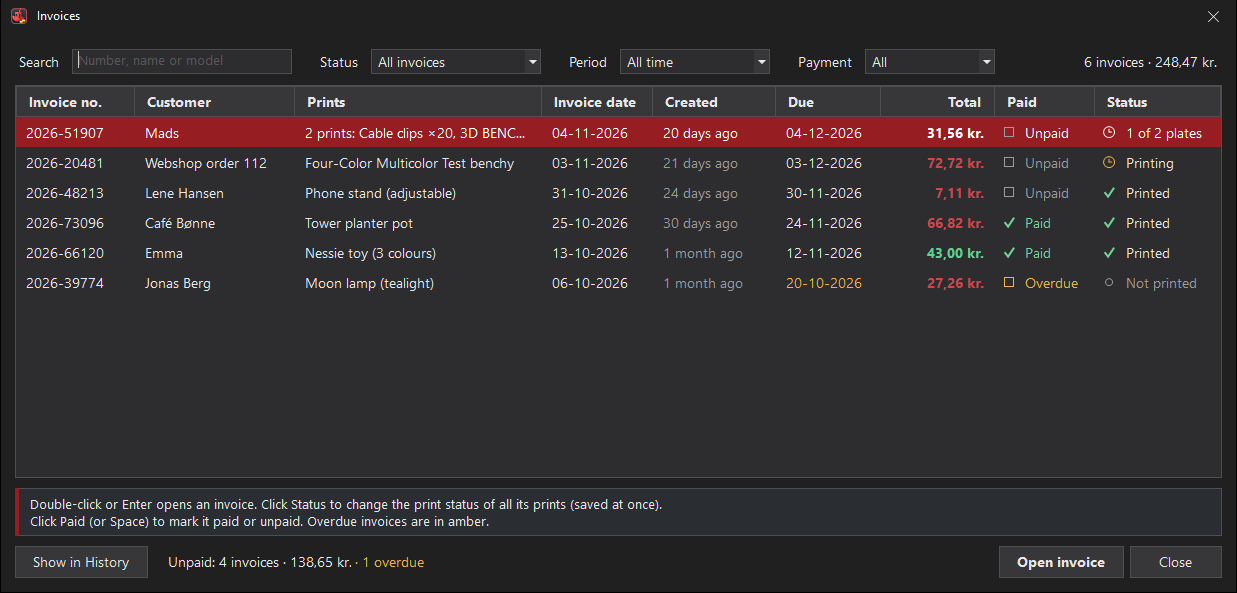 Invoices
Search Number, name or model Status All invoices Period All time Payment All 6 invoices · 248,47 kr.
Invoice no. Customer Prints Invoice date Created Due Total Paid Status
2026-51907 Mads 2 prints: Cable clips ×20, 3D BENC... 04-11-2026 20 days ago 04-12-2026 31,56 kr. Unpaid 1 of 2 plates
2026-20481 Webshop order 112 Four-Color Multicolor Test benchy 03-11-2026 21 days ago 03-12-2026 72,72 kr. Unpaid Printing
2026-48213 Lene Hansen Phone stand (adjustable) 31-10-2026 24 days ago 30-11-2026 7,11 kr. Unpaid Printed
2026-73096 Café Bønne Tower planter pot 25-10-2026 30 days ago 24-11-2026 66,82 kr. Paid Printed
2026-66120 Emma Nessie toy (3 colours) 13-10-2026 1 month ago 12-11-2026 43,00 kr. Paid Printed
2026-39774 Jonas Berg Moon lamp (tealight) 06-10-2026 1 month ago 20-10-2026 27,26 kr. Overdue Not printed
Double-click or Enter opens an invoice. Click Status to change the print status of all its prints (saved at once).
Click Paid (or Space) to mark it paid or unpaid. Overdue invoices are in amber.
Show in History Unpaid: 4 invoices · 138,65 kr. · 1 overdue Open invoice Close